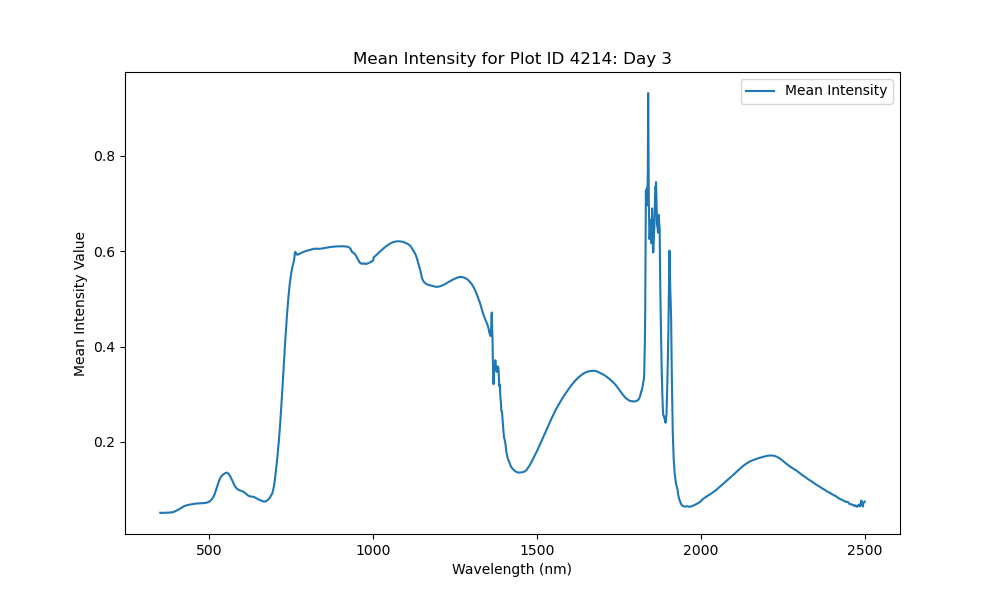 Mean Intensity for Plot ID 4214: Day 3
Mean Intensity
Mean Intensity Value
0.8
0.6
0.4
0.2
500
1000
1500
2000
2500
Wavelength (nm)